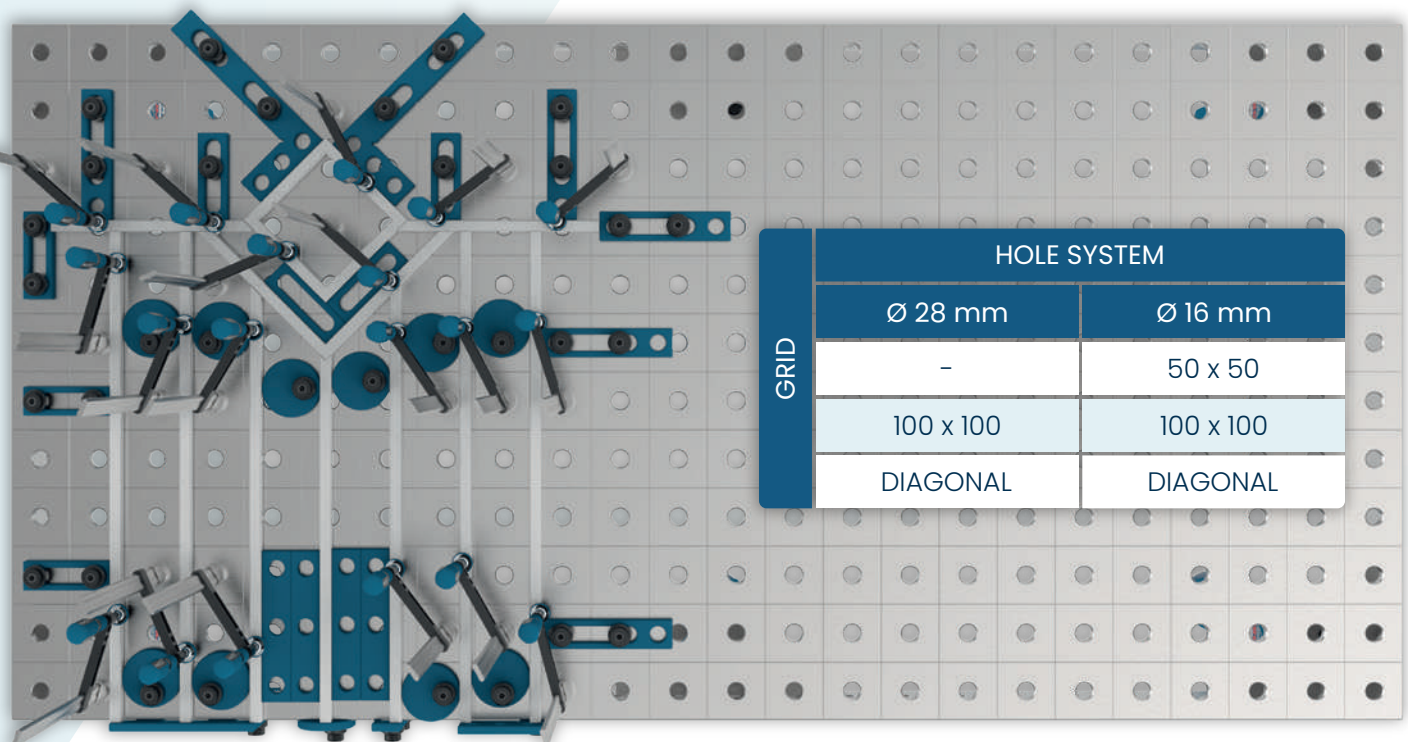 HOLE SYSTEM
GRID
Ø 28 mm Ø 16 mm
- 50 x 50
100 x 100 100 x 100
DIAGONAL DIAGONAL